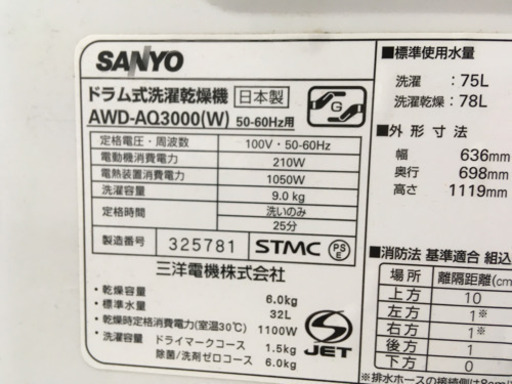 SANYO
ドラム式洗濯乾燥機 日本製
AWD-AQ3000(W) 50-60Hz用
G
定格電圧・周波数 100V・50-60Hz
電動機消費電力 210W
電熱装置消費電力 1050W
洗濯容量 9.0kg
定格時間 洗いのみ
25分
製造番号 325781 STMC PSE
三洋電機株式会社
・乾燥容量 6.0kg
・標準水量 32L
・乾燥時定格消費電力(室温30℃) 1100W
・洗濯容量 ドライマークコース 1.5kg
除菌/洗剤ゼロコース 6.0kg
S JET
■標準使用水量
洗濯 :75L
洗濯乾燥:78L
■外形寸法
幅 636mm
奥行 698mm
高さ 1119mm
■消防法 基準適合 組込
場所 離隔距離(cm
上方 10
左方 1※
右方 1※
後方 1
下方 0
※排水ホースの接続側は8cm